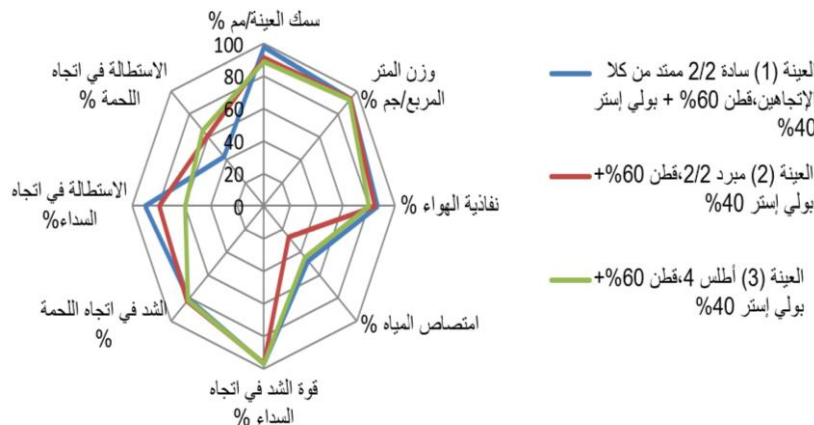 سمك العينة/مم %
وزن المتر
المربع/جم %
نفاذية الهواء %
امتصاص المياه %
قوة الشد في اتجاه
السداء %
الشد في اتجاه اللحمة
%
الاستطالة في اتجاه
السداء%
الاستطالة في اتجاه
اللحمة %
100
80
60
40
20
0
العينة (1) سادة 2/2 ممتد من كلا
الإتجاهين،قطن 60% + بولي إستر
40%
العينة (2) مبرد 2/2،قطن 60%+
بولي إستر 40%
العينة (3) أطلس 4،قطن 60%+
بولي إستر 40%